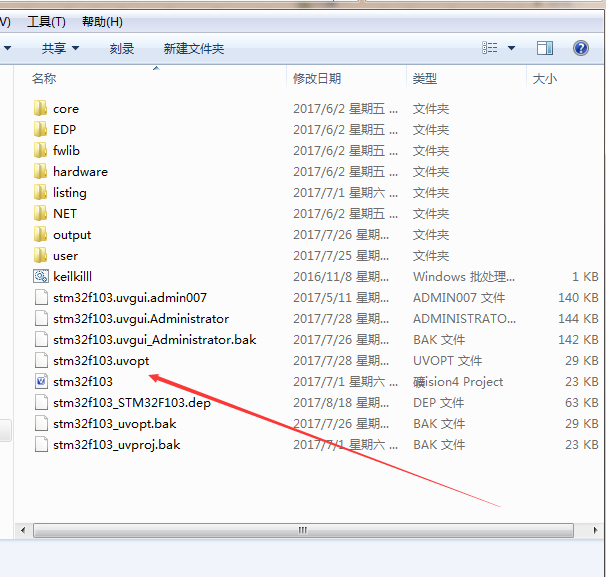 V) 工具(T) 帮助(H)
共享 刻录 新建文件夹
名称 修改日期 类型 大小
core 2017/6/2 星期五 ... 文件夹
EDP 2017/6/2 星期五 ... 文件夹
fwlib 2017/6/2 星期五 ... 文件夹
hardware 2017/6/2 星期五 ... 文件夹
listing 2017/7/1 星期六 ... 文件夹
NET 2017/6/2 星期五 ... 文件夹
output 2017/7/26 星期... 文件夹
user 2017/7/25 星期... 文件夹
keilkilll 2016/11/8 星期... Windows 批处理... 1 KB
stm32f103.uvgui.admin007 2017/5/11 星期... ADMIN007 文件 140 KB
stm32f103.uvgui.Administrator 2017/7/28 星期... ADMINISTRATO... 144 KB
stm32f103.uvgui_Administrator.bak 2017/7/26 星期... BAK 文件 142 KB
stm32f103.uvopt 2017/7/28 星期... UVOPT 文件 29 KB
stm32f103 2017/7/1 星期六 ... 礦ision4 Project 23 KB
stm32f103_STM32F103.dep 2017/8/18 星期... DEP 文件 63 KB
stm32f103_uvopt.bak 2017/7/26 星期... BAK 文件 29 KB
stm32f103_uvproj.bak 2017/7/1 星期六 ... BAK 文件 23 KB